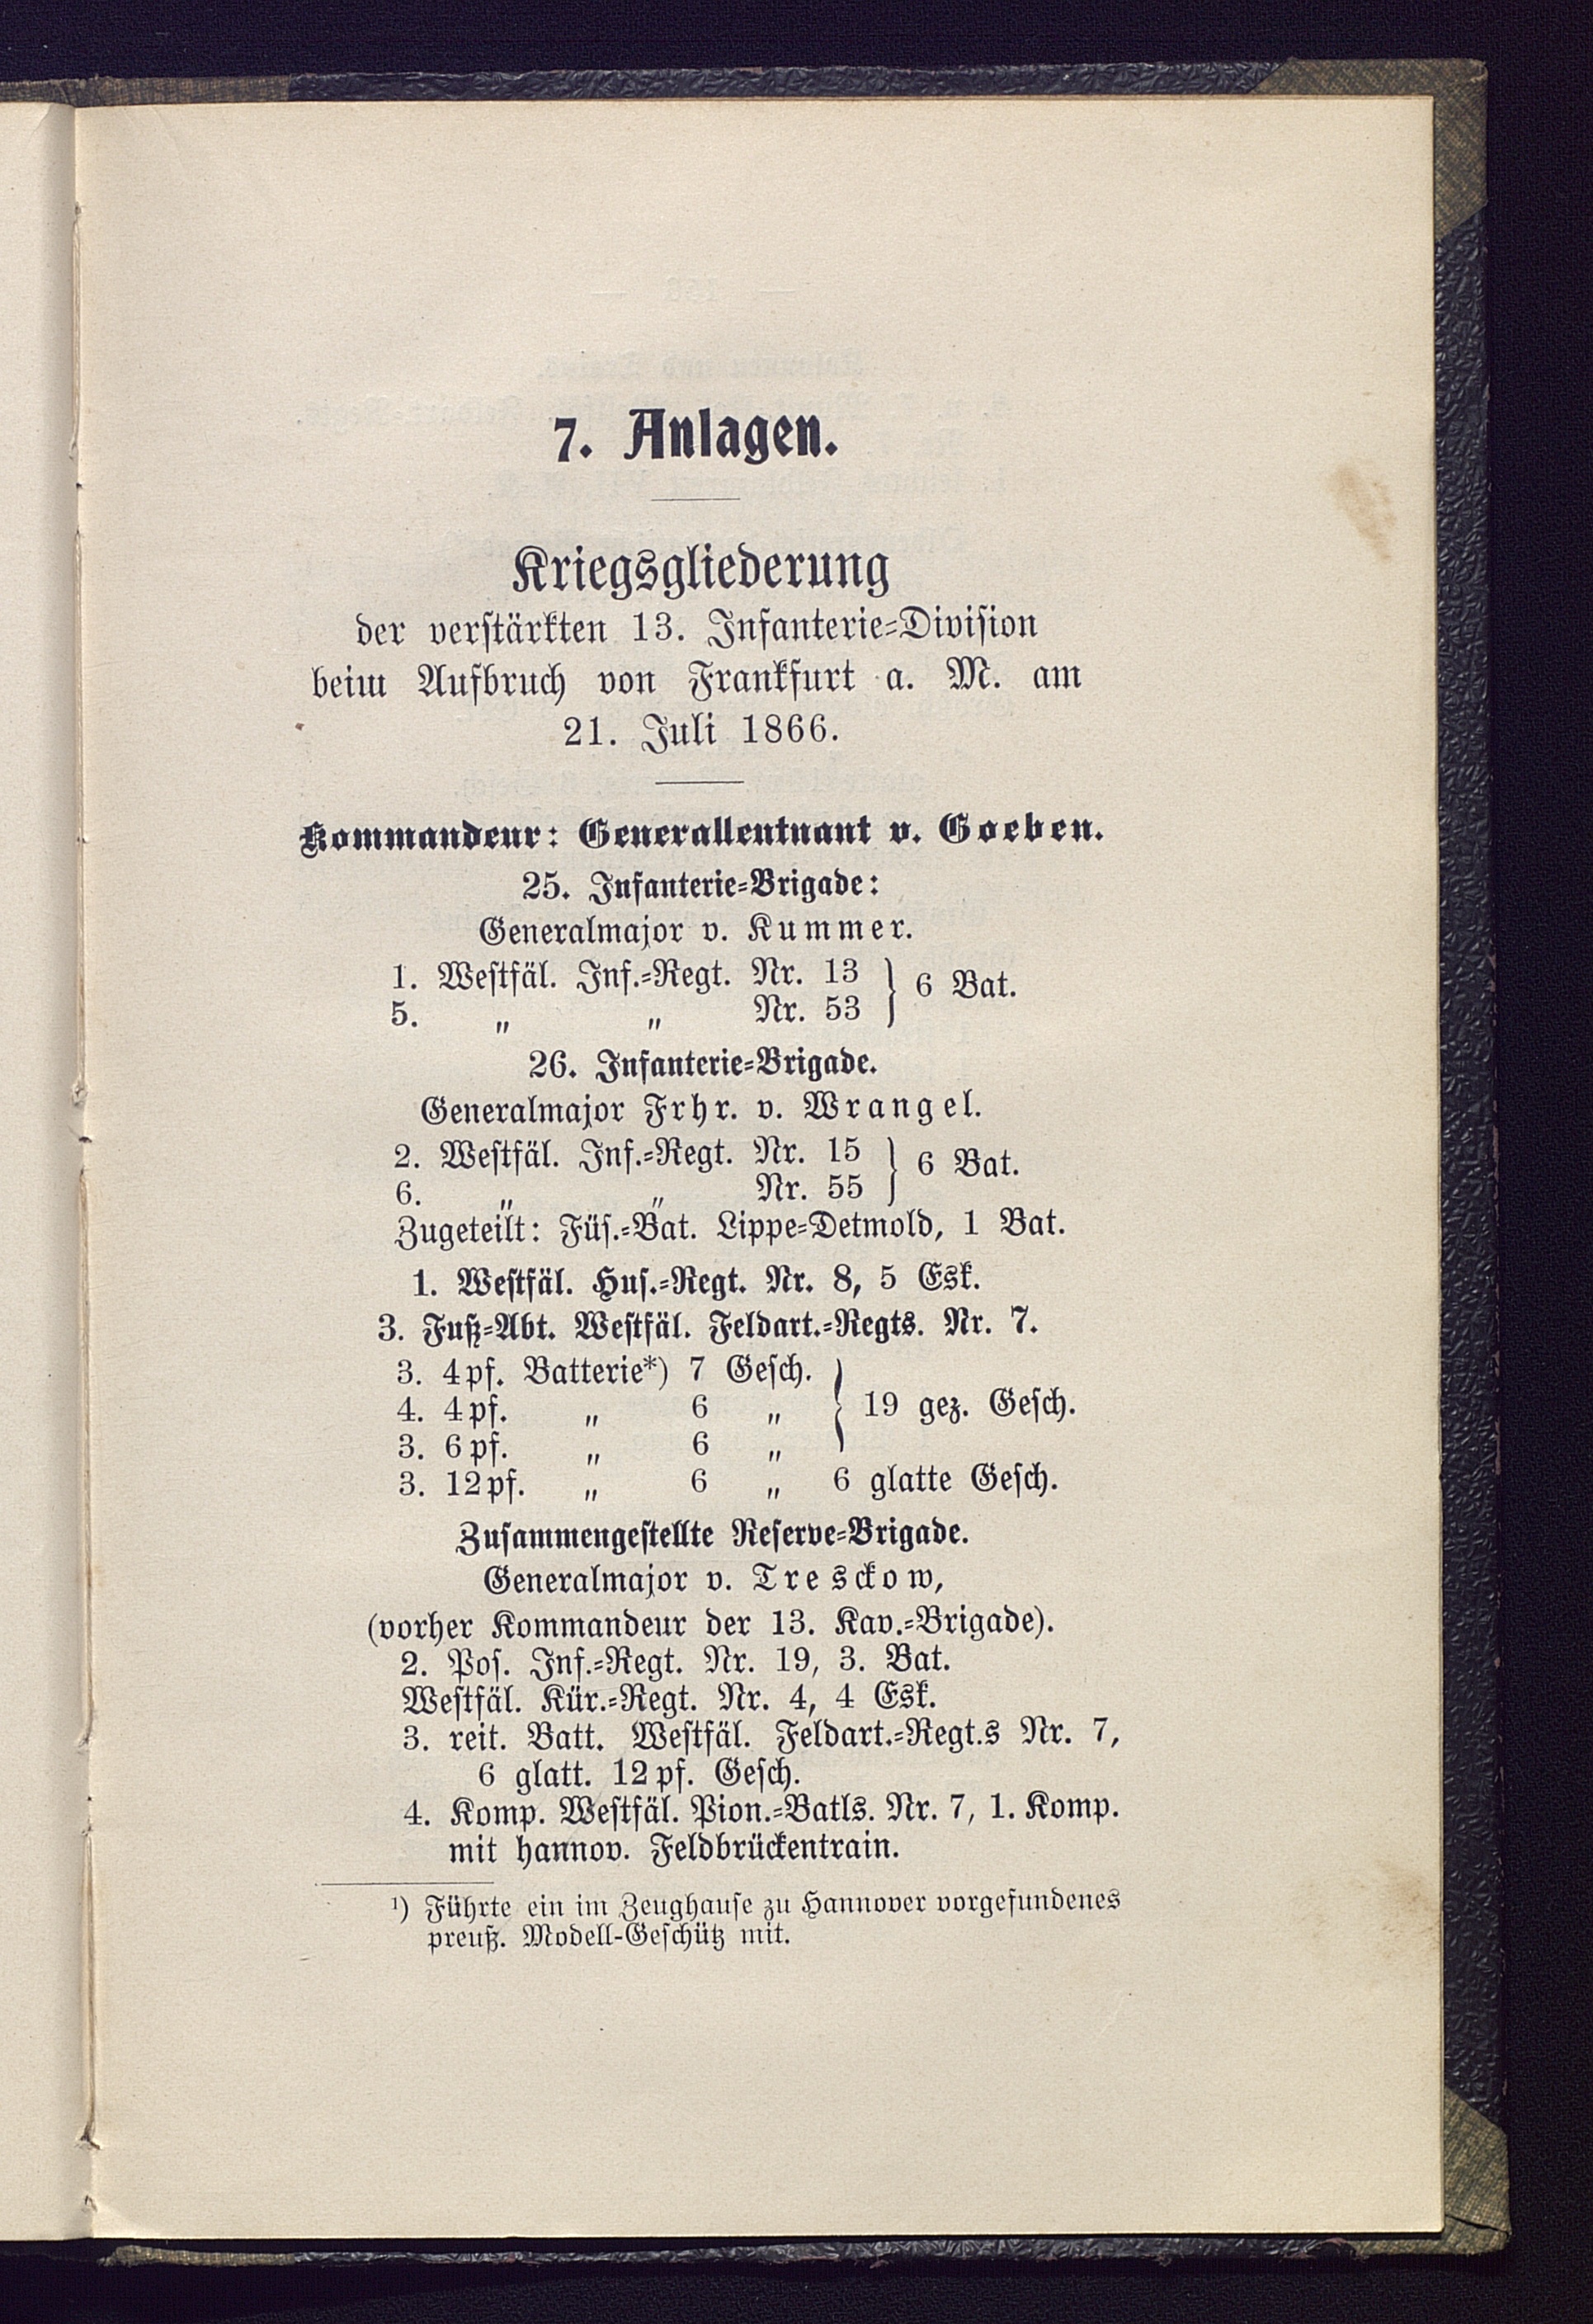 7. Anlagen.
Kriegsgliederung
der verstärkten 13. Infanterie-Division
beim Aufbruch von Frankfurt a. M. am
21. Juli 1866.
Kommandeur: Generalleutnant v. Goeben.
25. Infanterie-Brigade:
Generalmajor v. Kummer.
1. Westfäl. Inf.-Regt. Nr. 13 } 6 Bat.
5. „ „ Nr. 53
26. Infanterie-Brigade.
Generalmajor Frhr. v. Wrangel.
2. Westfäl. Inf.-Regt. Nr. 15 } 6 Bat.
6. „ „ Nr. 55
Zugeteilt: Füs.-Bat. Lippe-Detmold, 1 Bat.
1. Westfäl. Hus.-Regt. Nr. 8, 5 Esk.
3. Fuß-Abt. Westfäl. Feldart.-Regts. Nr. 7.
3. 4pf. Batterie*) 7 Gesch.
4. 4pf. „ 6 „ } 19 gez. Gesch.
3. 6pf. „ 6 „
3. 12pf. „ 6 „ 6 glatte Gesch.
Zusammengestellte Reserve-Brigade.
Generalmajor v. Tresckow,
(vorher Kommandeur der 13. Kav.-Brigade).
2. Pos. Inf.-Regt. Nr. 19, 3. Bat.
Westfäl. Kür.-Regt. Nr. 4, 4 Esk.
3. reit. Batt. Westfäl. Feldart.-Regt.s Nr. 7,
6 glatt. 12pf. Gesch.
4. Komp. Westfäl. Pion.-Batls. Nr. 7, 1. Komp.
mit hannov. Feldbrückentrain.
¹) Führte ein im Zeughause zu Hannover vorgefundenes
preuß. Modell-Geschütz mit.